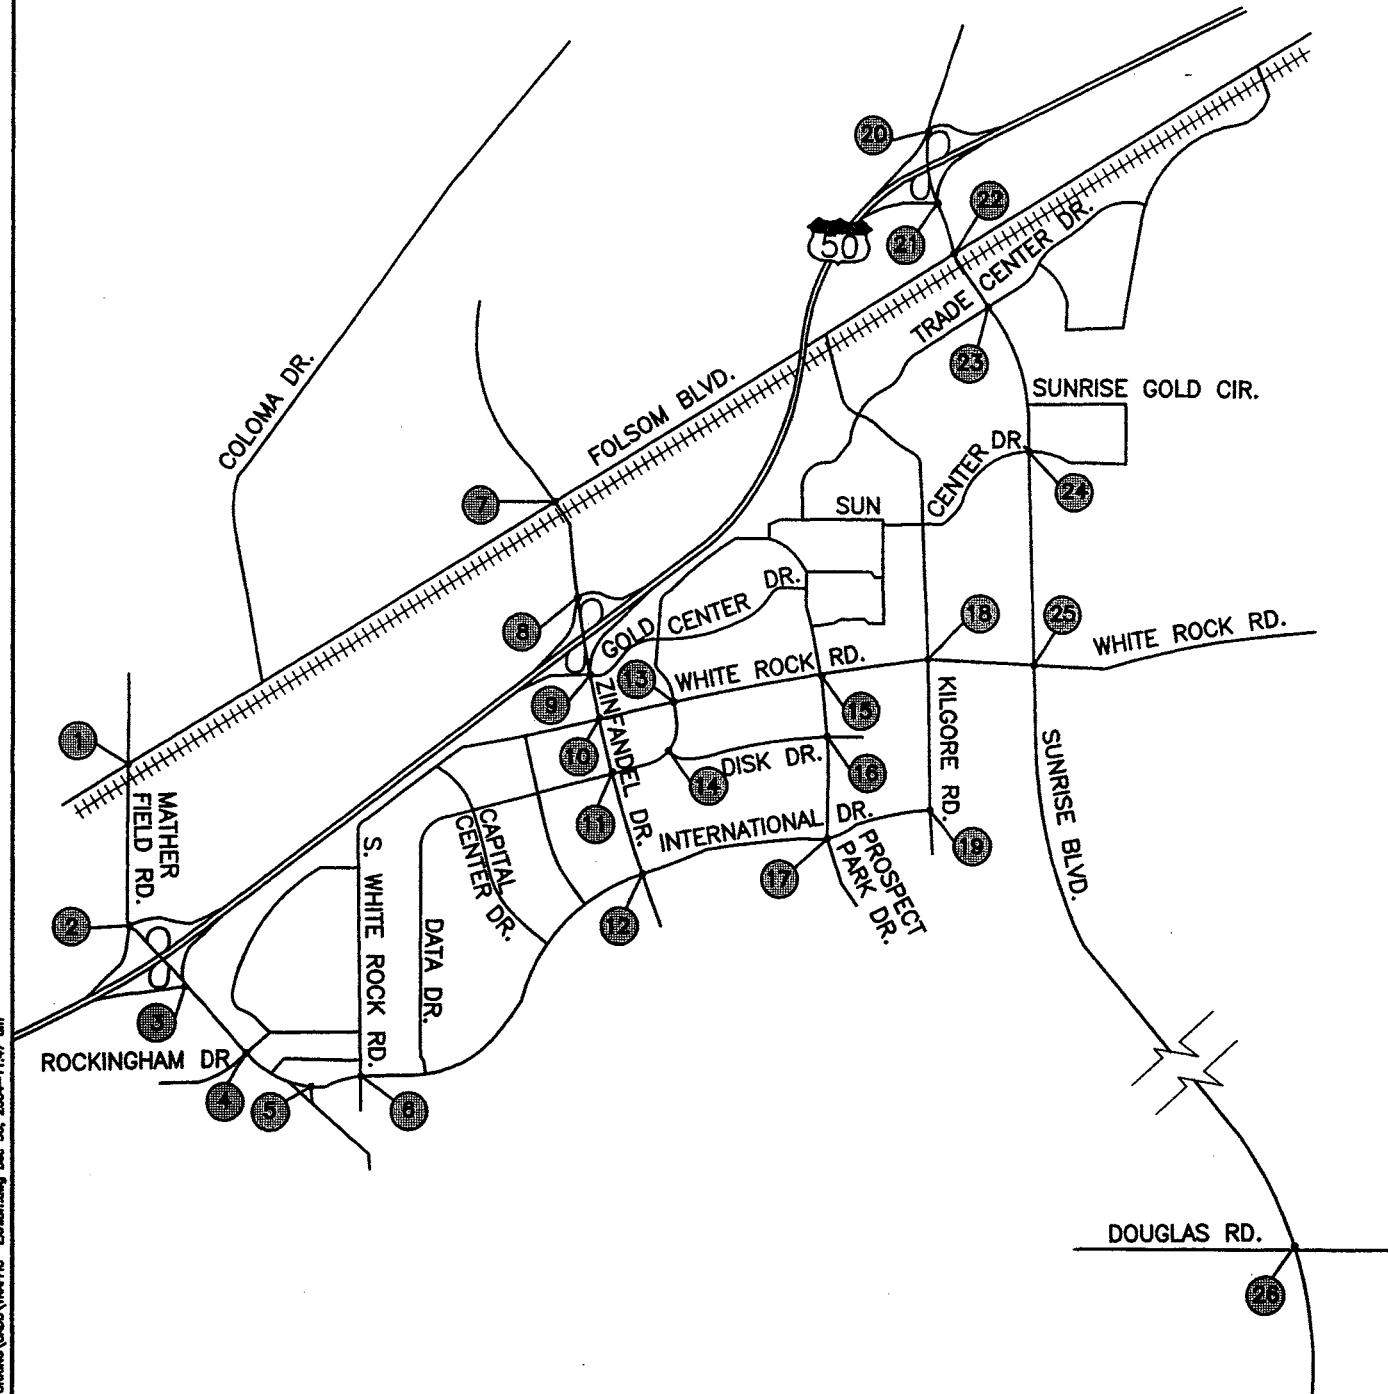 20
22
50
21
TRADE CENTER DR.
23
COLOMA DR.
FOLSOM BLVD.
SUNRISE GOLD CIR.
7
SUN CENTER DR.
24
8
GOLD CENTER DR.
18
25
WHITE ROCK RD.
13
WHITE ROCK RD.
9
ZINFANDEL DR.
15
1
10
DISK DR.
16
14
KILGORE RD.
SUNRISE BLVD.
MATHER
FIELD RD.
11
INTERNATIONAL DR.
CAPITAL
CENTER DR.
S. WHITE ROCK RD.
19
17
PROSPECT
PARK DR.
2
12
DATA DR.
3
ROCKINGHAM DR
4
5
6
DOUGLAS RD.
26